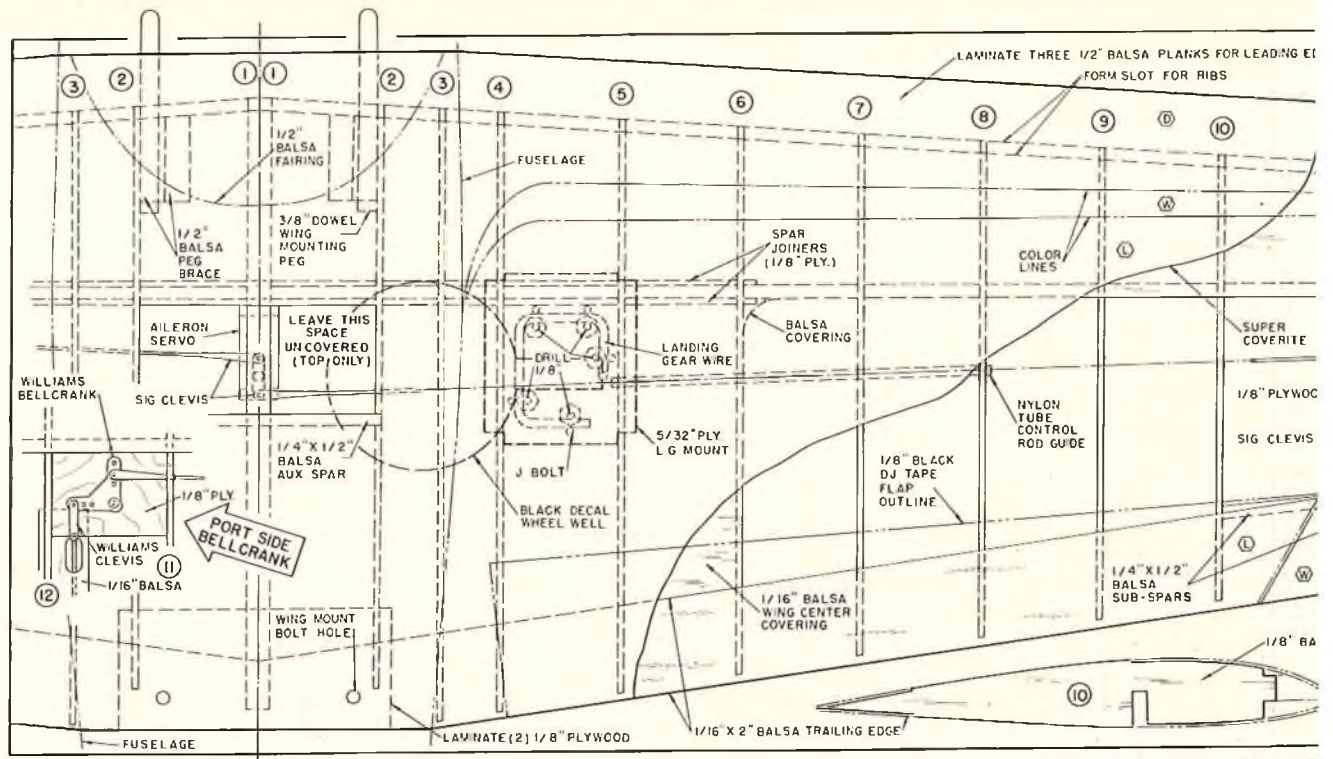 LAMINATE THREE 1/2" BALSA PLANKS FOR LEADING ED
FORM SLOT FOR RIBS
3
2
1
1
2
3
4
5
6
7
8
9
D
10
1/2"
BALSA
FAIRING
FUSELAGE
W
1/2"
BALSA
PEG
BRACE
3/8" DOWEL
WING
MOUNTING
PEG
SPAR
JOINERS
(1/8" PLY.)
COLOR
LINES
L
AILERON
SERVO
LEAVE THIS
SPACE
UNCOVERED
(TOP ONLY)
DRILL
1/8"
LANDING
GEAR WIRE
BALSA
COVERING
SUPER
COVERITE
WILLIAMS
BELLCRANK
SIG CLEVIS
NYLON
TUBE
CONTROL
ROD GUIDE
1/8" PLYWOO
SIG CLEVIS
1/4" X 1/2"
BALSA
AUX SPAR
J BOLT
5/32" PLY
L G MOUNT
1/8" BLACK
DJ TAPE
FLAP
OUTLINE
1/8" PLY.
PORT SIDE
BELLCRANK
BLACK DECAL
WHEEL WELL
WILLIAMS
CLEVIS
11
1/16" BALSA
12
L
W
1/4" X 1/2"
BALSA
SUB-SPARS
1/16" BALSA
WING CENTER
COVERING
WING MOUNT
BOLT HOLE
1/8" BA
10
FUSELAGE
LAMINATE (2) 1/8" PLYWOOD
1/16" X 2" BALSA TRAILING EDGE